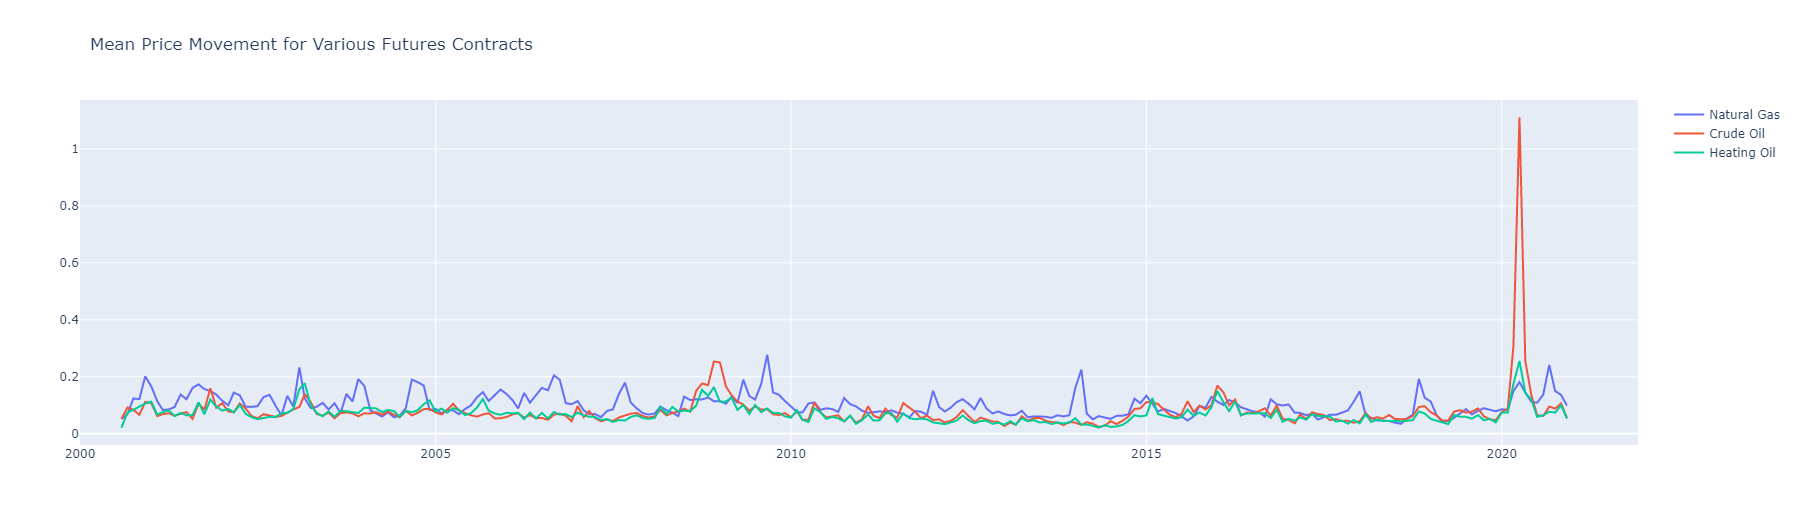 Mean Price Movement for Various Futures Contracts
Natural Gas
Crude Oil
Heating Oil
1
0.8
0.6
0.4
0.2
0
2000
2005
2010
2015
2020